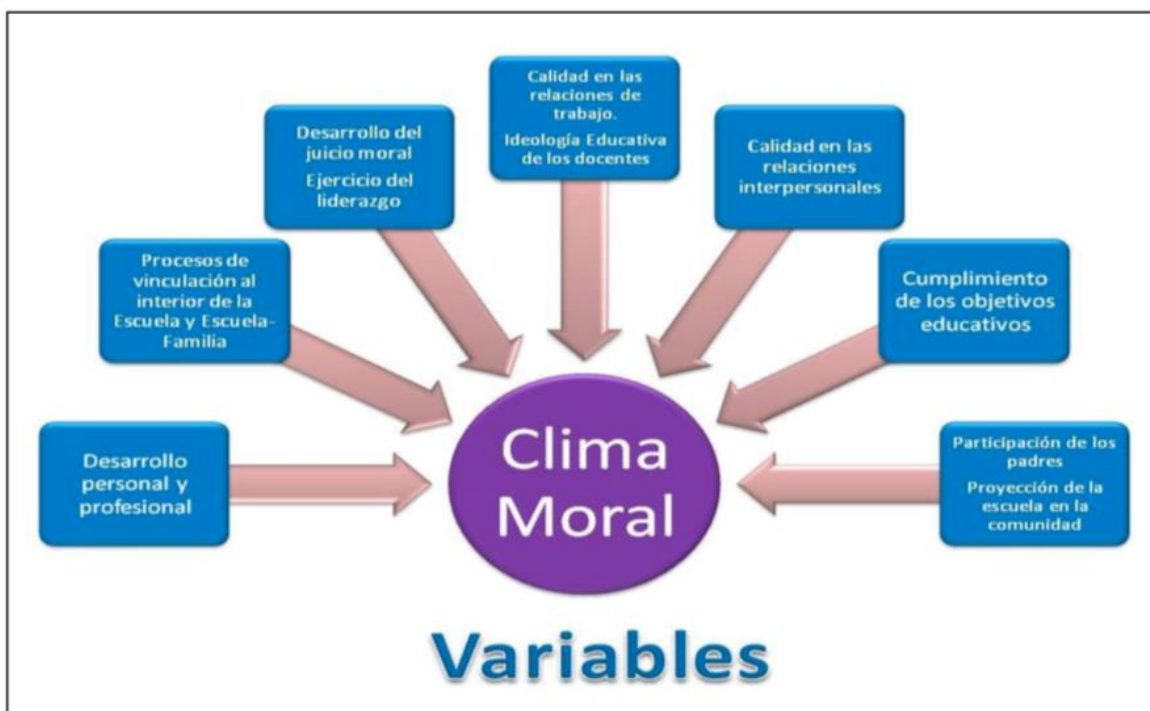 Desarrollo
personal y
profesional
Procesos de
vinculación al
interior de la
Escuela y Escuela-
Familia
Desarrollo del
juicio moral
Ejercicio del
liderazgo
Calidad en las
relaciones de
trabajo.
Ideología Educativa
de los docentes
Calidad en las
relaciones
interpersonales
Cumplimiento
de los objetivos
educativos
Participación de los
padres
Proyección de la
escuela en la
comunidad
Clima
Moral
Variables